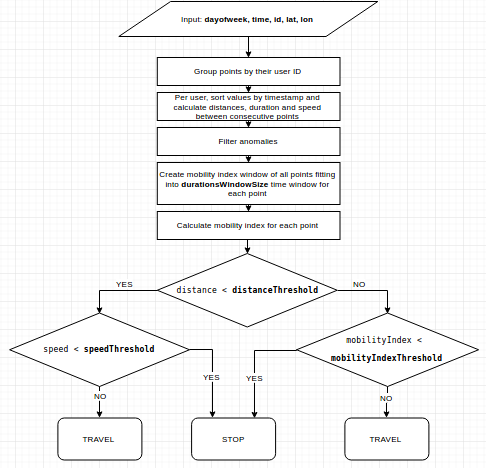 Input: dayofweek, time, id, lat, lon
Group points by their user ID
Per user, sort values by timestamp and
calculate distances, duration and speed
between consecutive points
Filter anomalies
Create mobility index window of all points fitting
into durationsWindowSize time window for
each point
Calculate mobility index for each point
YES
distance < distanceThreshold
NO
speed < speedThreshold
mobilityIndex <
mobilityIndexThreshold
YES
YES
NO
NO
TRAVEL
STOP
TRAVEL